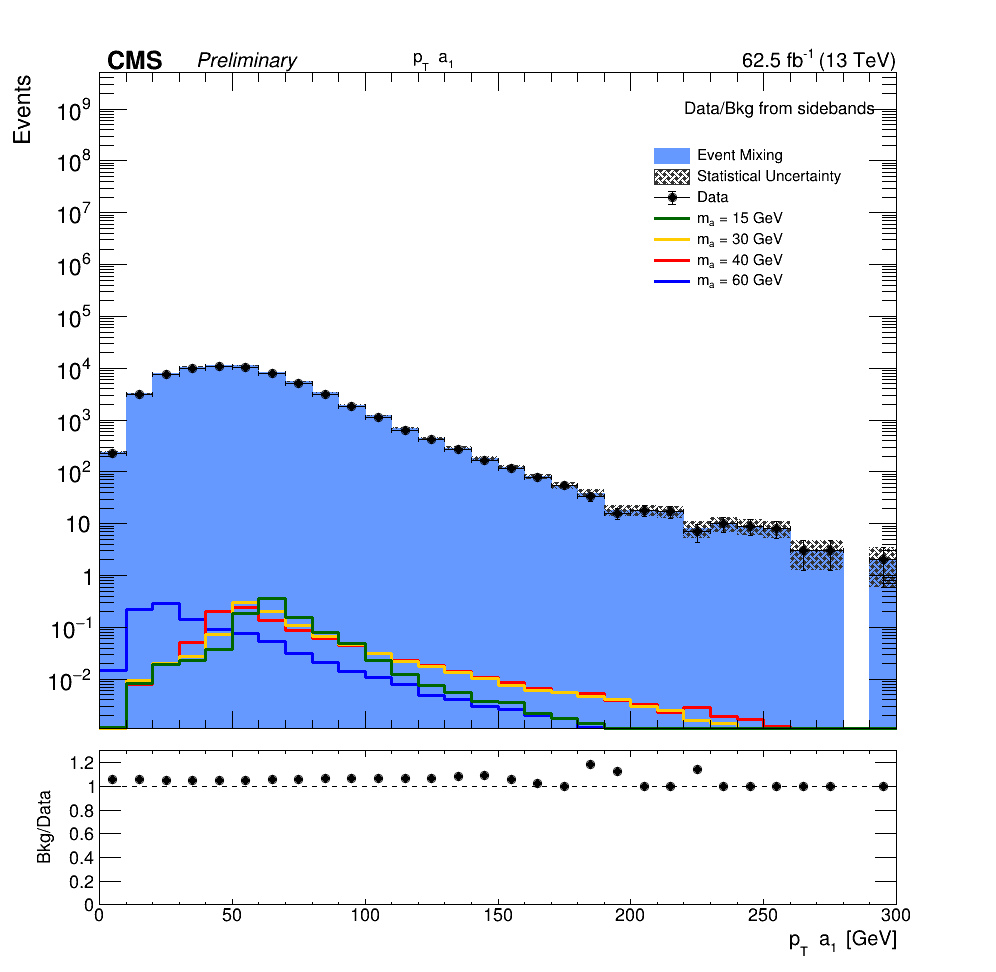 CMS Preliminary p_T a_1 62.5 fb^-1 (13 TeV)
Events
Data/Bkg from sidebands
Event Mixing
Statistical Uncertainty
Data
m_a = 15 GeV
m_a = 30 GeV
m_a = 40 GeV
m_a = 60 GeV
10^9
10^8
10^7
10^6
10^5
10^4
10^3
10^2
10
1
10^-1
10^-2
Bkg/Data
1.2
1
0.8
0.6
0.4
0.2
0
0 50 100 150 200 250 300
p_T a_1 [GeV]